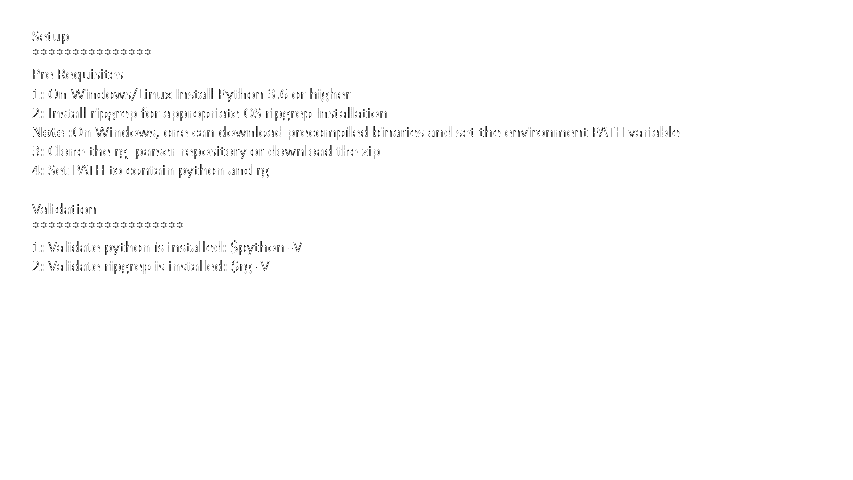 Setup
***************
Pre Requisites
1: On Windows/Linux Install Python 3.6 or higher
2: Install ripgrep for appropriate OS ripgrep Installation
Note :On Windows, one can download precompiled binaries and set the environment PATH variable
3: Clone the rg_parser repository or download the zip
4: Set PATH to contain python and rg
Validation
*******************
1: Validate python is installed: $python -V
2: Validate ripgrep is installed: $rg -V